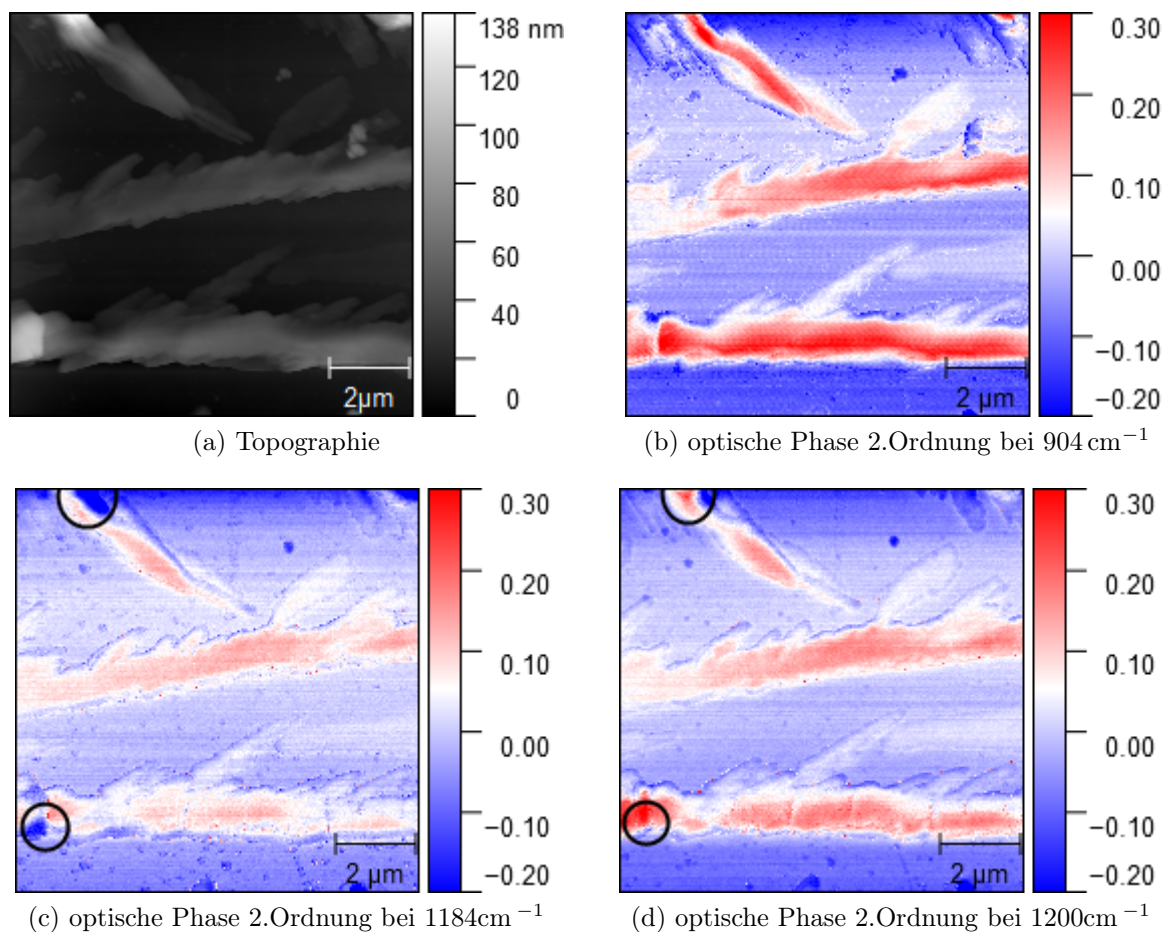 138 nm
120
100
80
60
40
0
2µm
(a) Topographie
0.30
0.20
0.10
0.00
−0.10
−0.20
2 µm
(b) optische Phase 2.Ordnung bei 904 cm⁻¹
0.30
0.20
0.10
0.00
−0.10
−0.20
2 µm
(c) optische Phase 2.Ordnung bei 1184cm ⁻¹
0.30
0.20
0.10
0.00
−0.10
−0.20
2 µm
(d) optische Phase 2.Ordnung bei 1200cm⁻¹